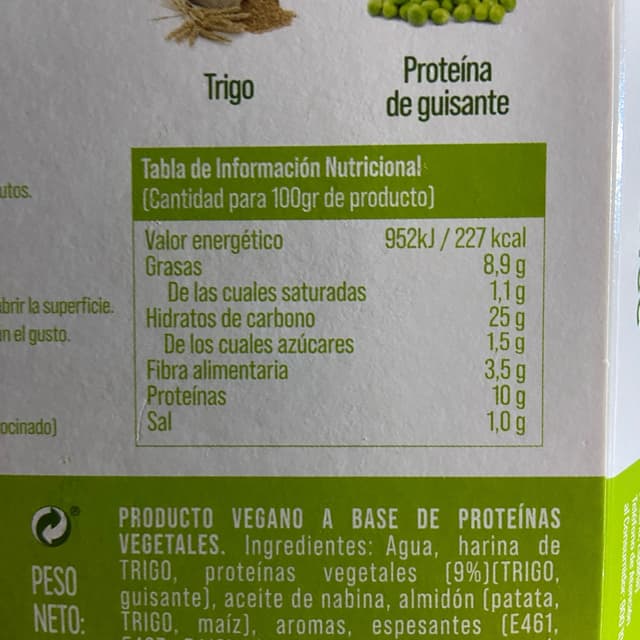 Trigo
Proteína
de guisante
Tabla de Información Nutricional
(Cantidad para 100gr de producto)
Valor energético 952kJ / 227 kcal
Grasas 8,9 g
De las cuales saturadas 1,1 g
Hidratos de carbono 25 g
De los cuales azúcares 1,5 g
Fibra alimentaria 3,5 g
Proteínas 10 g
Sal 1,0 g
utos.
brir la superficie.
n el gusto.
ocinado)
PESO
NETO:
PRODUCTO VEGANO A BASE DE PROTEÍNAS
VEGETALES. Ingredientes: Agua, harina de
TRIGO, proteínas vegetales (9%)(TRIGO,
guisante), aceite de nabina, almidón (patata,
TRIGO, maíz), aromas, espesantes (E461,